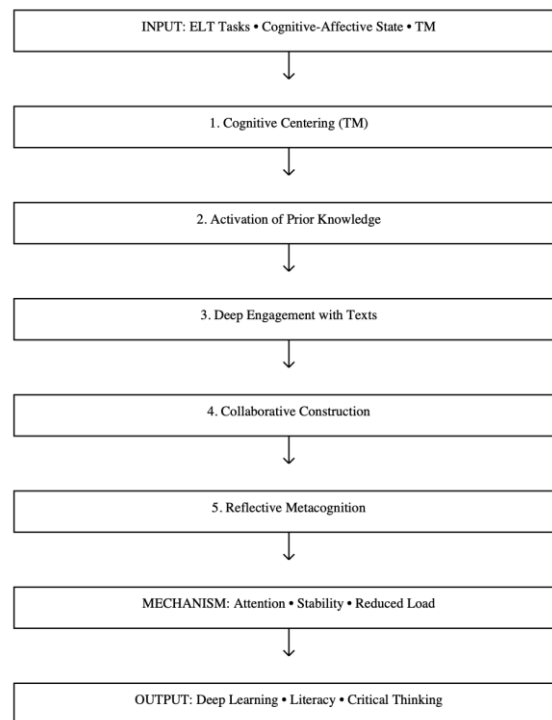 INPUT: ELT Tasks • Cognitive-Affective State • TM
1. Cognitive Centering (TM)
2. Activation of Prior Knowledge
3. Deep Engagement with Texts
4. Collaborative Construction
5. Reflective Metacognition
MECHANISM: Attention • Stability • Reduced Load
OUTPUT: Deep Learning • Literacy • Critical Thinking